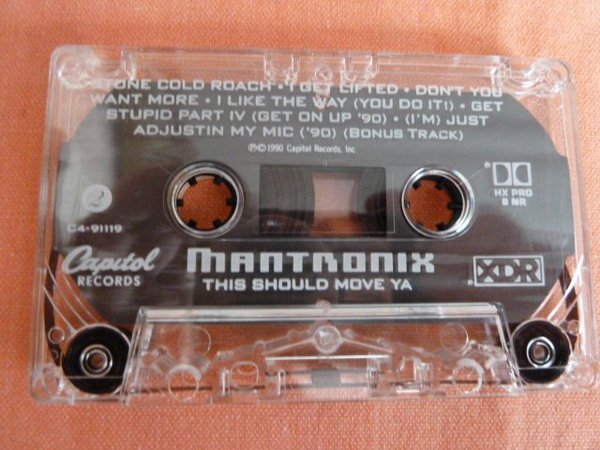 STONE COLD ROACH • I GET LIFTED • DON'T YOU
WANT MORE • I LIKE THE WAY (YOU DO IT!) • GET
STUPID PART IV (GET ON UP '90) • (I'M) JUST
ADJUSTIN MY MIC ('90) (BONUS TRACK)
℗©1990 Capitol Records, Inc
2
C4-91119
HX PRO
B NR
Capitol
RECORDS
MANTRONIX
XDR®
THIS SHOULD MOVE YA